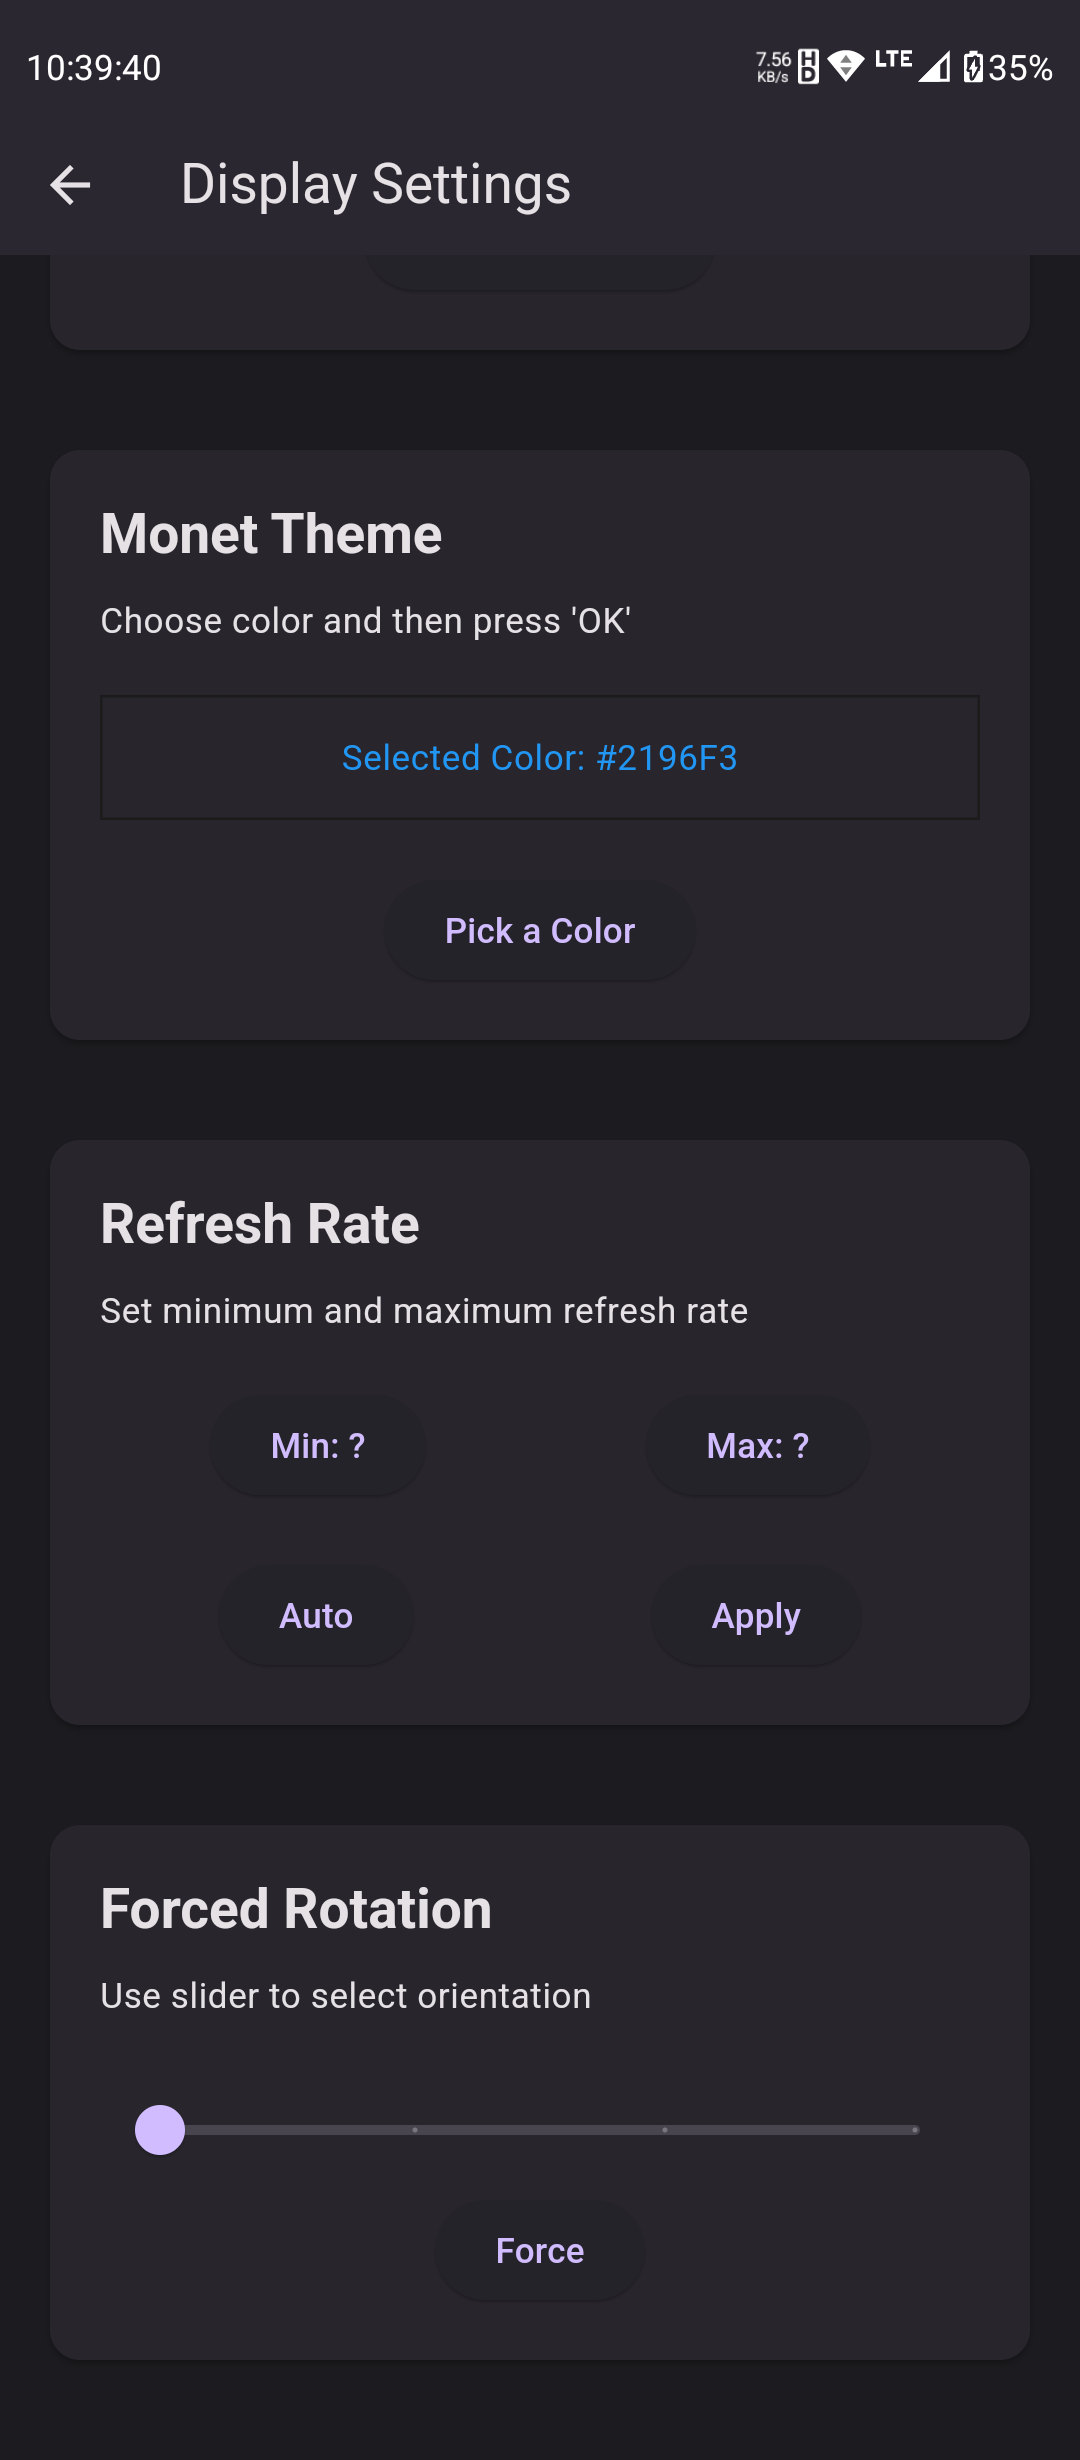 10:39:40
7.56
KB/s
HD
LTE
35%
Display Settings
Monet Theme
Choose color and then press 'OK'
Selected Color: #2196F3
Pick a Color
Refresh Rate
Set minimum and maximum refresh rate
Min: ?
Max: ?
Auto
Apply
Forced Rotation
Use slider to select orientation
Force